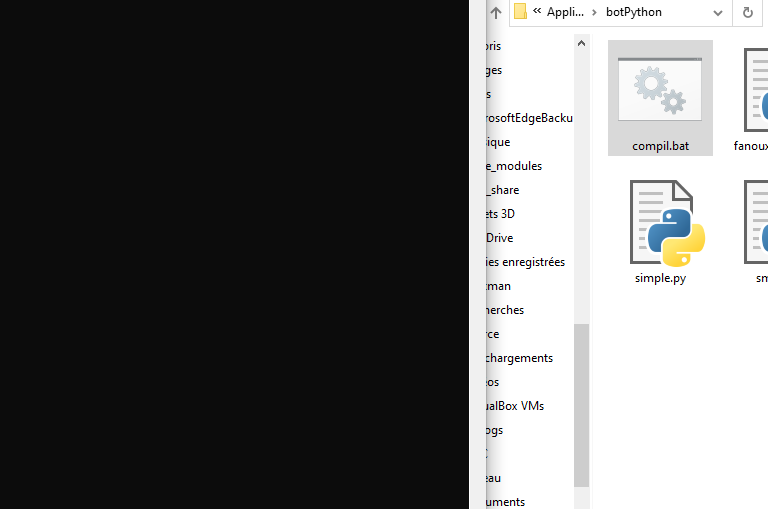 « Appli... > botPython
oris
ges
s
rosoftEdgeBacku
ique
e_modules
_share
ets 3D
Drive
ies enregistrées
tman
herches
rce
chargements
éos
ualBox VMs
ogs
C
eau
uments
compil.bat
fanoux
simple.py
sm